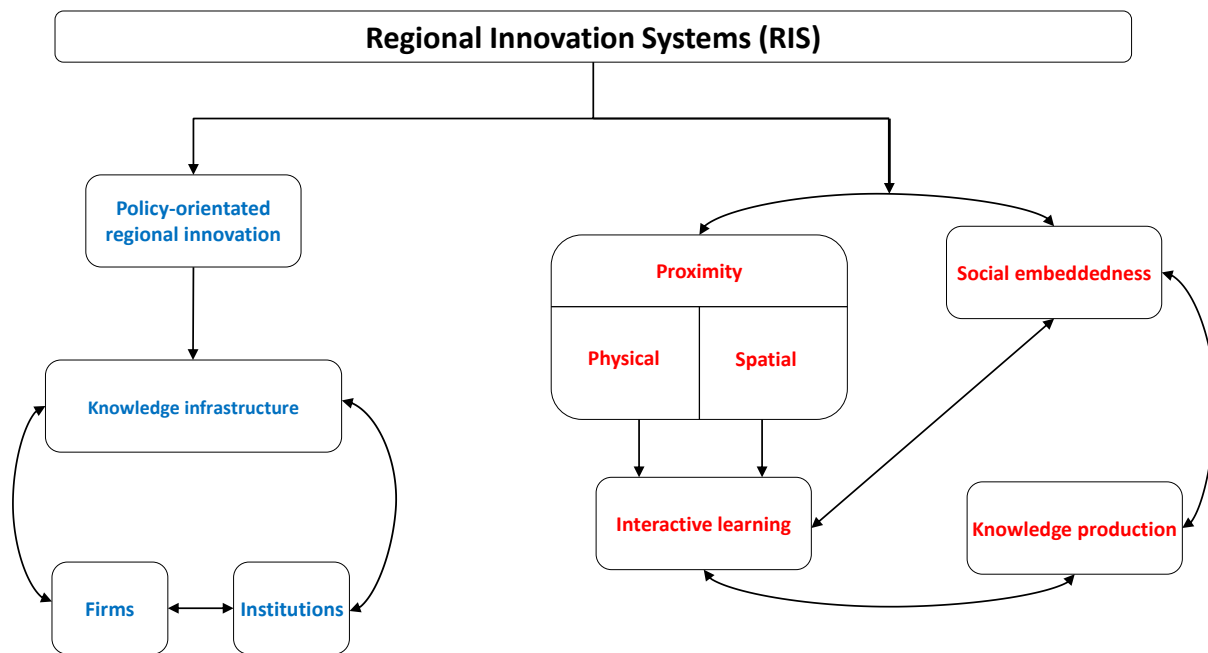 Regional Innovation Systems (RIS)
Policy-orientated
regional innovation
Knowledge infrastructure
Firms
Institutions
Proximity
Physical
Spatial
Social embeddedness
Interactive learning
Knowledge production